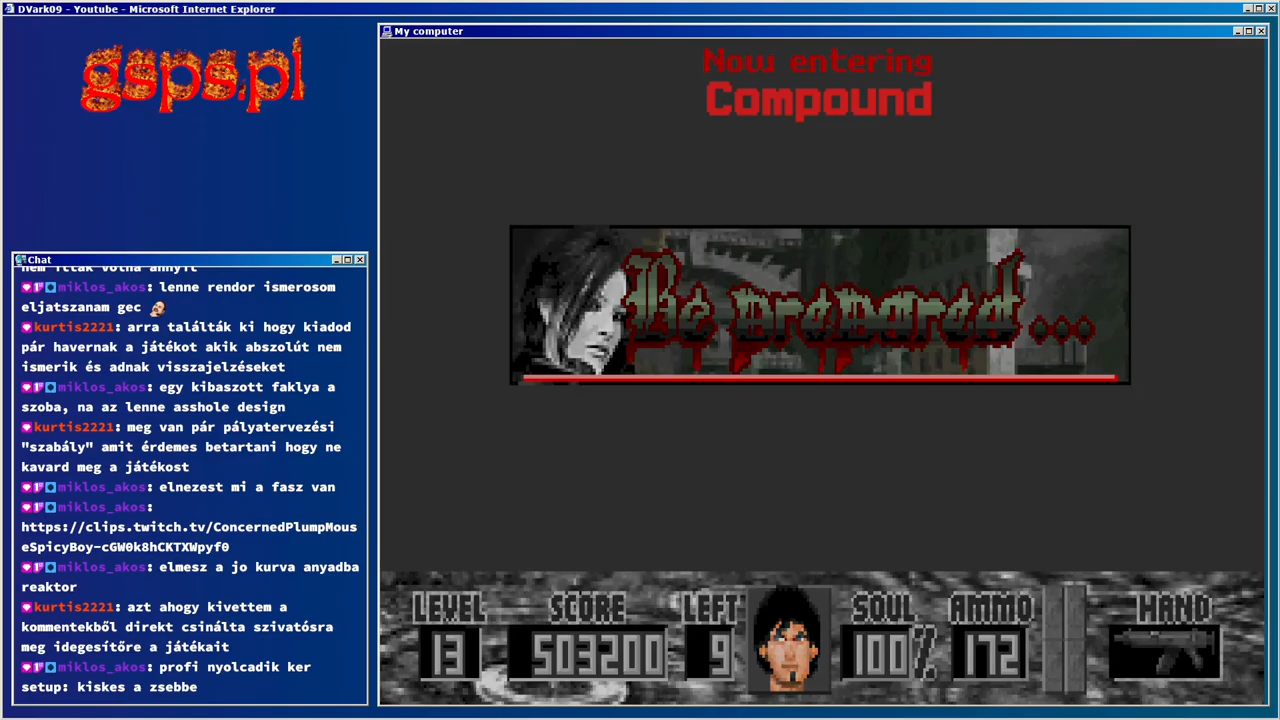 DVark09 - Youtube - Microsoft Internet Explorer
gsps.pl
My computer
Now entering
Compound
Be prepared...
Chat
miklos_akos: lenne rendor ismerosom
eljatszanam gec
kurtis2221: arra találták ki hogy kiadod
pár havernak a játékot akik abszolút nem
ismerik és adnak visszajelzéseket
miklos_akos: egy kibaszott faklya a
szoba, na az lenne asshole design
kurtis2221: meg van pár pályatervezési
"szabály" amit érdemes betartani hogy ne
kavard meg a játékost
miklos_akos: elnezest mi a fasz van
miklos_akos:
https://clips.twitch.tv/ConcernedPlumpMous
eSpicyBoy-cGW0k8hCKTXWpyf0
miklos_akos: elmesz a jo kurva anyadba
reaktor
kurtis2221: azt ahogy kivettem a
kommentekből direkt csinálta szivatósra
meg idegesítőre a játékait
miklos_akos: profi nyolcadik ker
setup: kiskes a zsebbe
LEVEL SCORE LEFT SOUL AMMO HAND
13 503200 9 100% 172